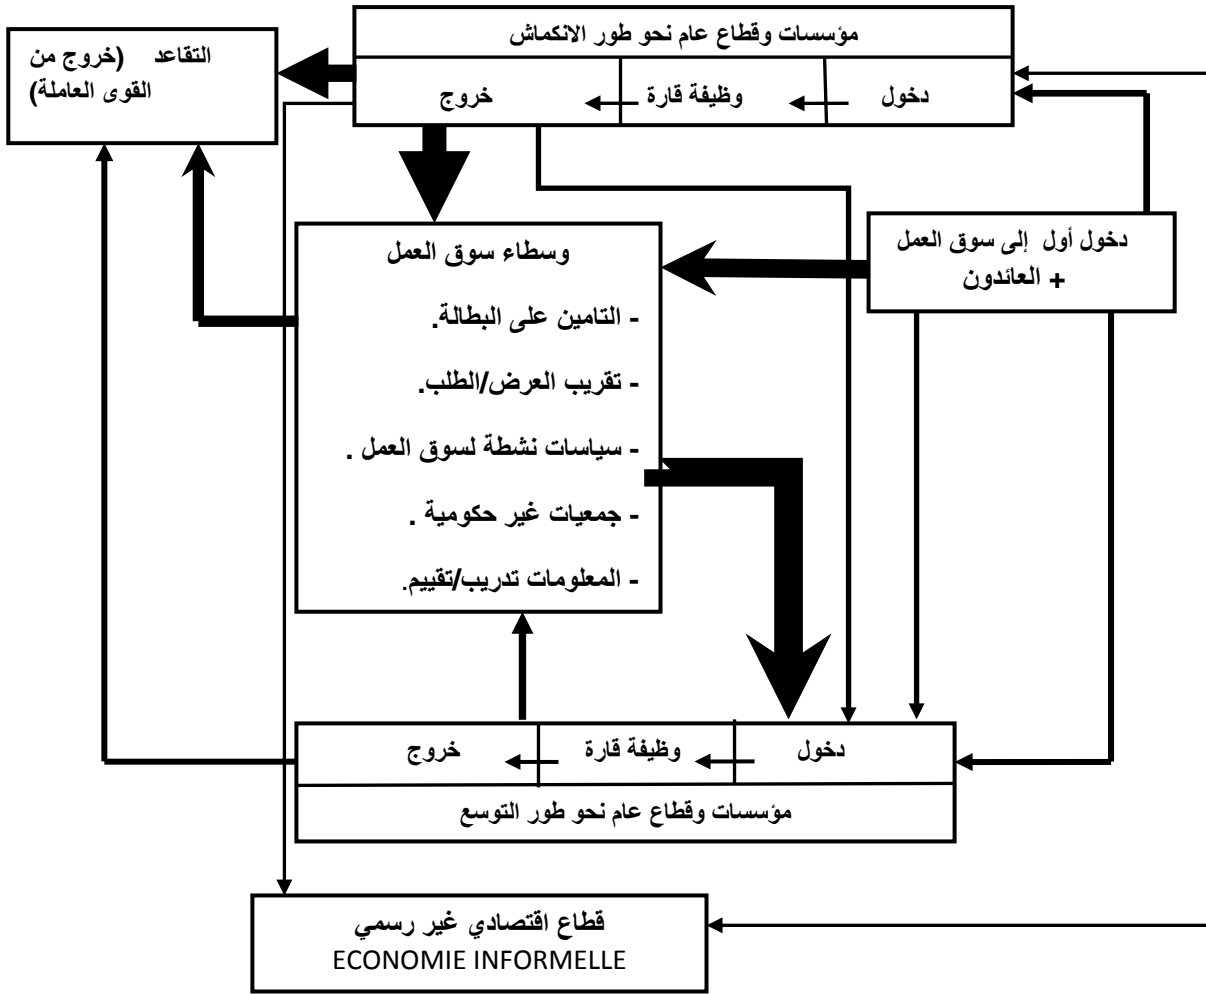 مؤسسات وقطاع عام نحو طور الانكماش
دخول
وظيفة قارة
خروج
التقاعد (خروج من
القوى العاملة)
دخول أول إلى سوق العمل
+ العائدون
وسطاء سوق العمل
- التامين على البطالة.
- تقريب العرض/الطلب.
- سياسات نشطة لسوق العمل .
- جمعيات غير حكومية .
- المعلومات تدريب/تقييم.
دخول
وظيفة قارة
خروج
مؤسسات وقطاع عام نحو طور التوسع
قطاع اقتصادي غير رسمي
ECONOMIE INFORMELLE